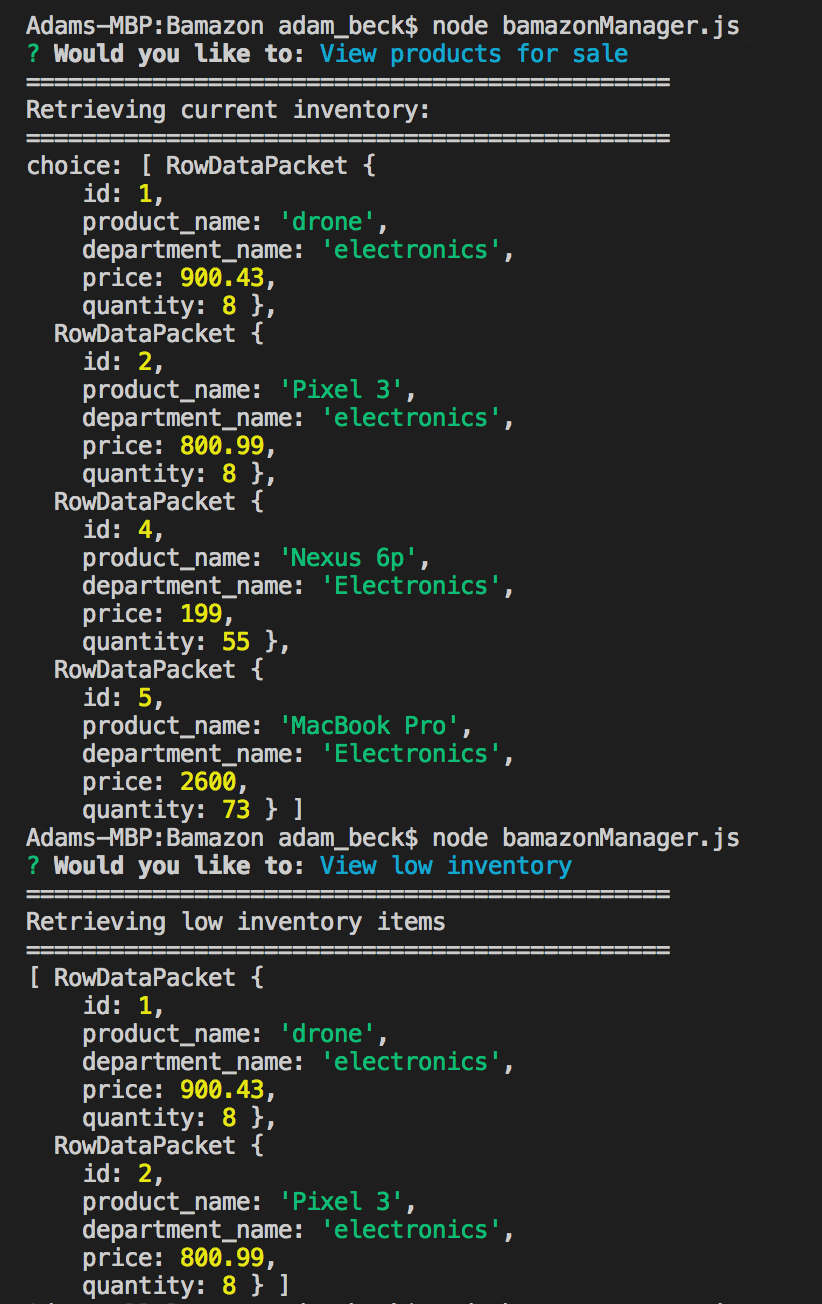 Adams-MBP:Bamazon adam_beck$ node bamazonManager.js
? Would you like to: View products for sale
==============================================
Retrieving current inventory:
==============================================
choice: [ RowDataPacket {
    id: 1,
    product_name: 'drone',
    department_name: 'electronics',
    price: 900.43,
    quantity: 8 },
  RowDataPacket {
    id: 2,
    product_name: 'Pixel 3',
    department_name: 'electronics',
    price: 800.99,
    quantity: 8 },
  RowDataPacket {
    id: 4,
    product_name: 'Nexus 6p',
    department_name: 'Electronics',
    price: 199,
    quantity: 55 },
  RowDataPacket {
    id: 5,
    product_name: 'MacBook Pro',
    department_name: 'Electronics',
    price: 2600,
    quantity: 73 } ]
Adams-MBP:Bamazon adam_beck$ node bamazonManager.js
? Would you like to: View low inventory
==============================================
Retrieving low inventory items
==============================================
[ RowDataPacket {
    id: 1,
    product_name: 'drone',
    department_name: 'electronics',
    price: 900.43,
    quantity: 8 },
  RowDataPacket {
    id: 2,
    product_name: 'Pixel 3',
    department_name: 'electronics',
    price: 800.99,
    quantity: 8 } ]